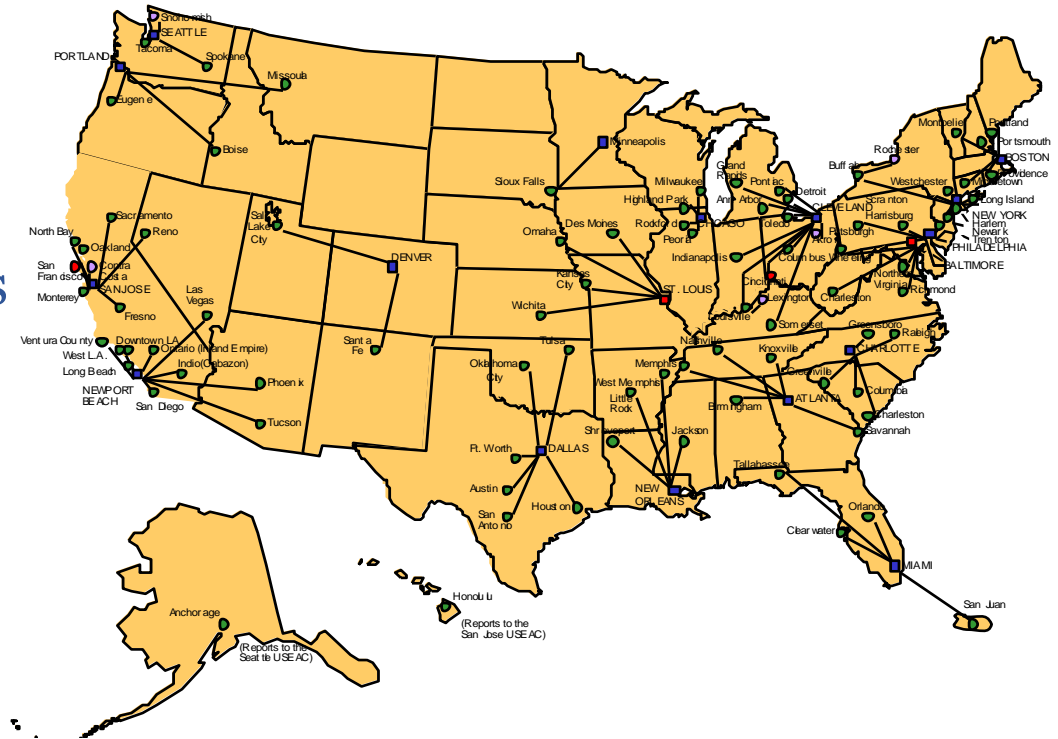 Snohomish
SEATTLE
Tacoma
Spokane
PORTLAND
Missoula
Eugene
Boise
Sacramento
Reno
North Bay
Oakland
San
Francisco
Contra
Costa
SAN JOSE
Monterey
Fresno
Las
Vegas
Salt
Lake
City
DENVER
Santa
Fe
Ventura County
Downtown LA
Ontario (Inland Empire)
West L.A.
Indio(Cabazon)
Long Beach
NEWPORT
BEACH
San Diego
Phoenix
Tucson
Minneapolis
Sioux Falls
Omaha
Des Moines
Kansas
City
Wichita
ST. LOUIS
Tulsa
Oklahoma
City
Ft. Worth
DALLAS
Austin
San
Antonio
Houston
Milwaukee
Highland Park
Rockford
CHICAGO
Peoria
Grand
Rapids
Pontiac
Ann Arbor
Detroit
Toledo
CLEVELAND
Akron
Indianapolis
Columbus
Wheeling
Cincinnati
Lexington
Louisville
Somerset
Charleston
Pittsburgh
Buffalo
Rochester
Montpelier
Portland
Portsmouth
BOSTON
Providence
Middletown
Westchester
Long Island
Scranton
Harrisburg
NEW YORK
Harlem
Newark
Trenton
PHILADELPHIA
BALTIMORE
Northern
Virginia
Richmond
Greensboro
Raleigh
CHARLOTTE
Nashville
Knoxville
Memphis
West Memphis
Little
Rock
Greenville
Columbia
Charleston
Savannah
Birmingham
ATLANTA
Shreveport
Jackson
NEW
ORLEANS
Tallahassee
Orlando
Clearwater
MIAMI
San Juan
Anchorage
(Reports to the
Seattle USEAC)
Honolulu
(Reports to the
San Jose USEAC)
s